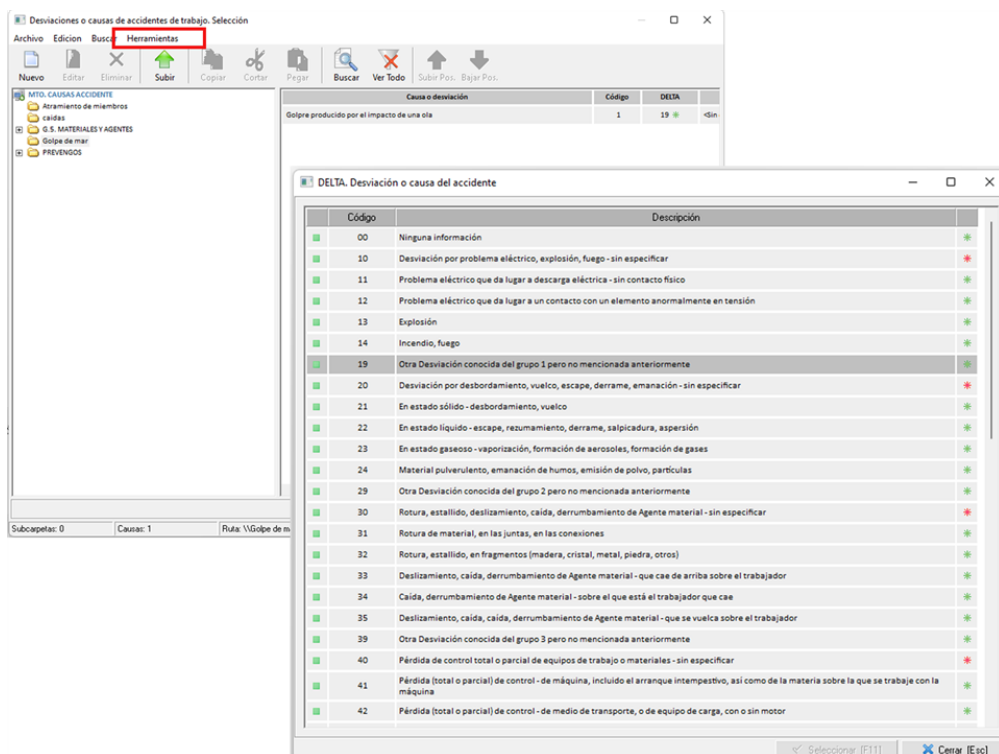 Desviaciones o causas de accidentes de trabajo. Selección
Archivo Edicion Buscar Herramientas
Nuevo Editar Eliminar Subir Copiar Cortar Pegar Buscar Ver Todo Subir Pos. Bajar Pos.
MTO. CAUSAS ACCIDENTE
Atramiento de miembros
caidas
G.S. MATERIALES Y AGENTES
Golpe de mar
PREVENGOS
Causa o desviación Código DELTA
Golpre producido por el impacto de una ola 1 19 <Sin
Subcarpetas: 0 Causas: 1 Ruta: \\Golpe de m
DELTA. Desviación o causa del accidente
Código Descripción
00 Ninguna información
10 Desviación por problema eléctrico, explosión, fuego - sin especificar
11 Problema eléctrico que da lugar a descarga eléctrica - sin contacto físico
12 Problema eléctrico que da lugar a un contacto con un elemento anormalmente en tensión
13 Explosión
14 Incendio, fuego
19 Otra Desviación conocida del grupo 1 pero no mencionada anteriormente
20 Desviación por desbordamiento, vuelco, escape, derrame, emanación - sin especificar
21 En estado sólido - desbordamiento, vuelco
22 En estado líquido - escape, rezumamiento, derrame, salpicadura, aspersión
23 En estado gaseoso - vaporización, formación de aerosoles, formación de gases
24 Material pulverulento, emanación de humos, emisión de polvo, partículas
29 Otra Desviación conocida del grupo 2 pero no mencionada anteriormente
30 Rotura, estallido, deslizamiento, caída, derrumbamiento de Agente material - sin especificar
31 Rotura de material, en las juntas, en las conexiones
32 Rotura, estallido, en fragmentos (madera, cristal, metal, piedra, otros)
33 Deslizamiento, caída, derrumbamiento de Agente material - que cae de arriba sobre el trabajador
34 Caída, derrumbamiento de Agente material - sobre el que está el trabajador que cae
35 Deslizamiento, caída, caída, derrumbamiento de Agente material - que se vuelca sobre el trabajador
39 Otra Desviación conocida del grupo 3 pero no mencionada anteriormente
40 Pérdida de control total o parcial de equipos de trabajo o materiales - sin especificar
41 Pérdida (total o parcial) de control - de máquina, incluido el arranque intempestivo, así como de la materia sobre la que se trabaje con la
máquina
42 Pérdida (total o parcial) de control - de medio de transporte, o de equipo de carga, con o sin motor
Seleccionar [F11] Cerrar [Esc]